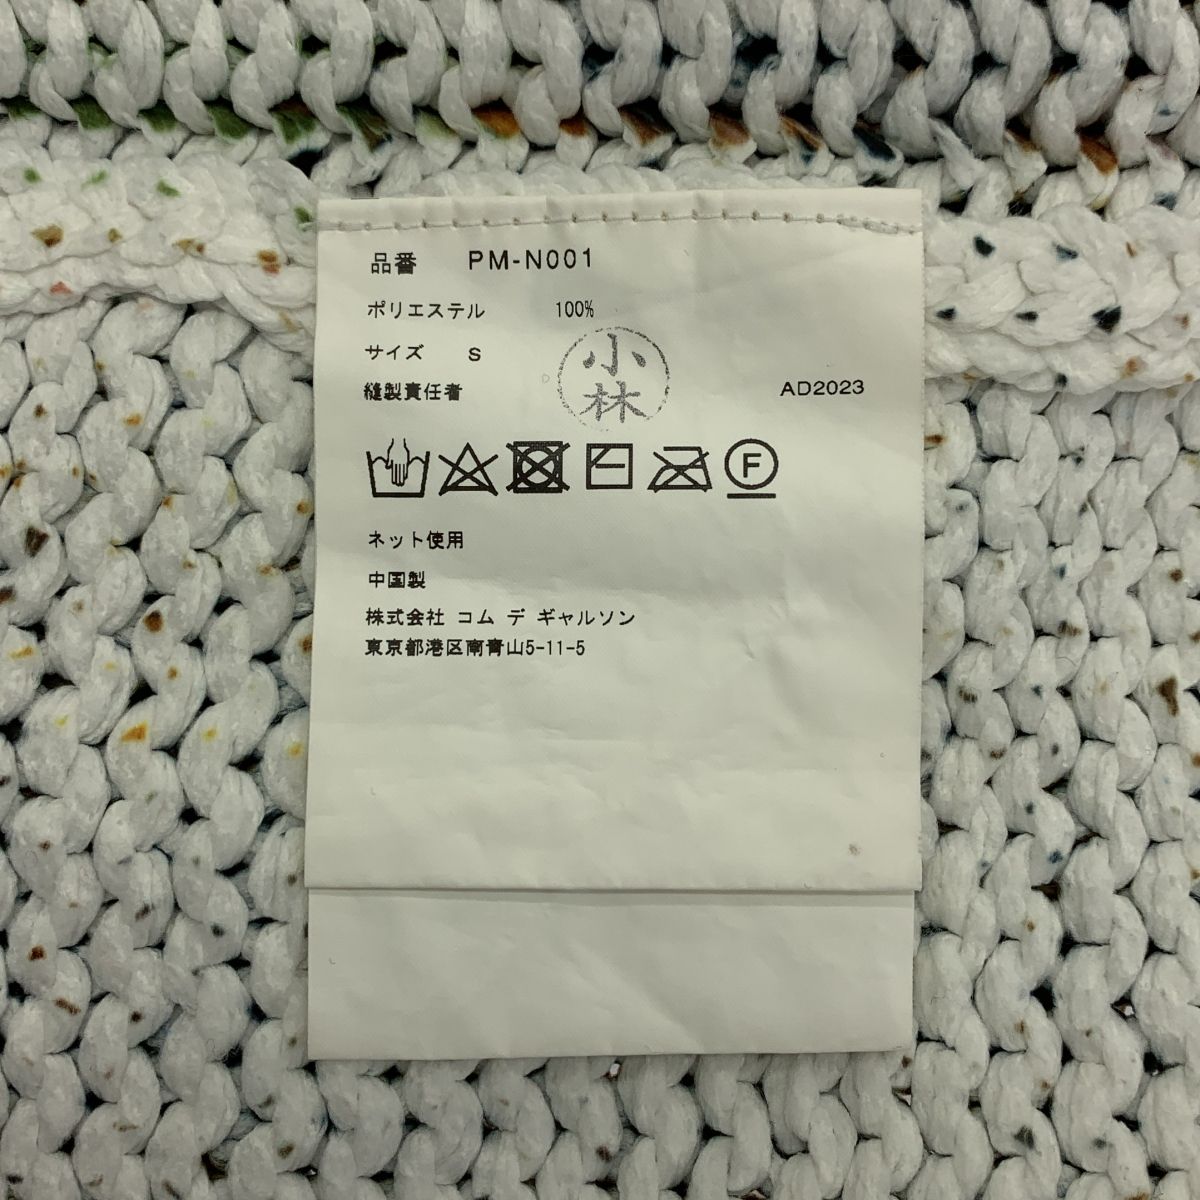 品番 PM-N001
ポリエステル 100%
サイズ S
縫製責任者 小林 AD2023
F
ネット使用
中国製
株式会社 コム デ ギャルソン
東京都港区南青山5-11-5